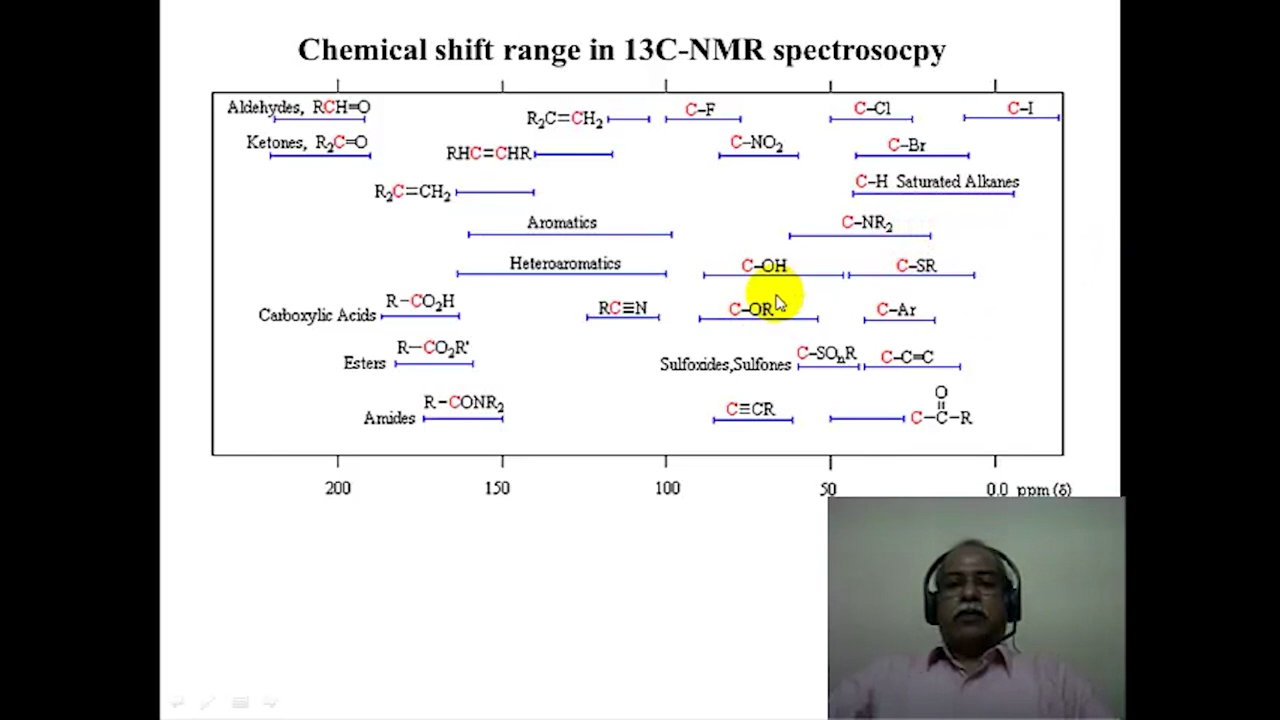 Chemical shift range in 13C-NMR spectrosocpy
Aldehydes, RCH=O
R₂C=CH₂
C–F
C–Cl
C–I
Ketones, R₂C=O
RHC=CHR
C–NO₂
C–Br
R₂C=CH₂
C–H Saturated Alkanes
Aromatics
C–NR₂
Heteroaromatics
C–OH
C–SR
Carboxylic Acids
R–CO₂H
RC≡N
C–OR
C–Ar
Esters
R–CO₂R'
Sulfoxides,Sulfones
C–SOₙR
C–C=C
Amides
R–CONR₂
C≡CR
O
C–C–R
200
150
100
50
0.0 ppm (δ)